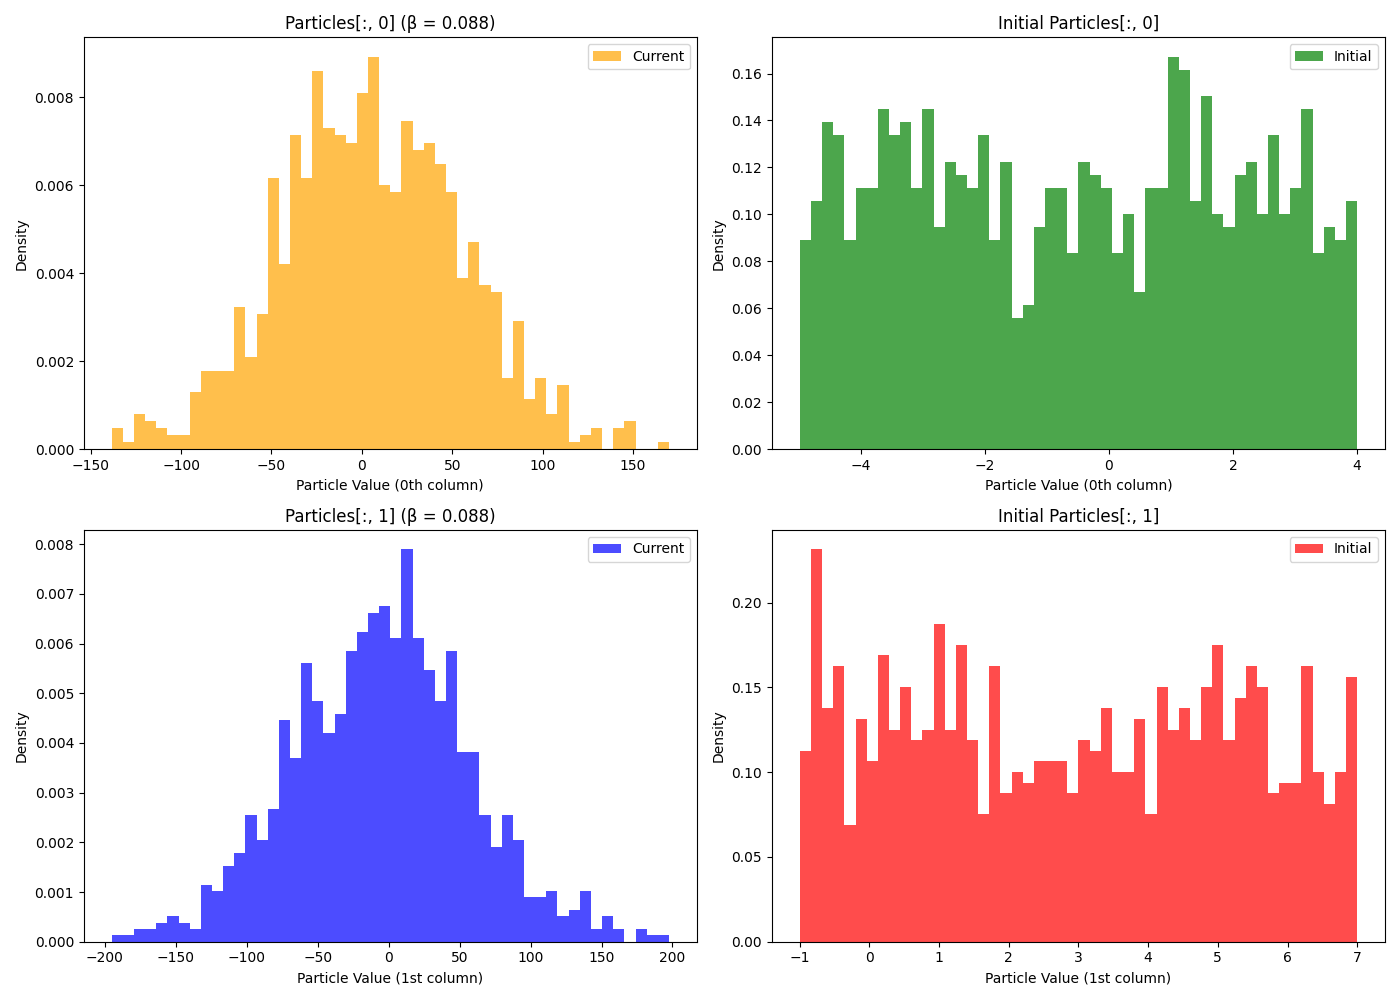 Particles[:, 0] (β = 0.088)
Current
Density
0.008
0.006
0.004
0.002
0.000
−150 −100 −50 0 50 100 150
Particle Value (0th column)
Initial Particles[:, 0]
Initial
Density
0.16
0.14
0.12
0.10
0.08
0.06
0.04
0.02
0.00
−4 −2 0 2 4
Particle Value (0th column)
Particles[:, 1] (β = 0.088)
Current
Density
0.008
0.007
0.006
0.005
0.004
0.003
0.002
0.001
0.000
−200 −150 −100 −50 0 50 100 150 200
Particle Value (1st column)
Initial Particles[:, 1]
Initial
Density
0.20
0.15
0.10
0.05
0.00
−1 0 1 2 3 4 5 6 7
Particle Value (1st column)